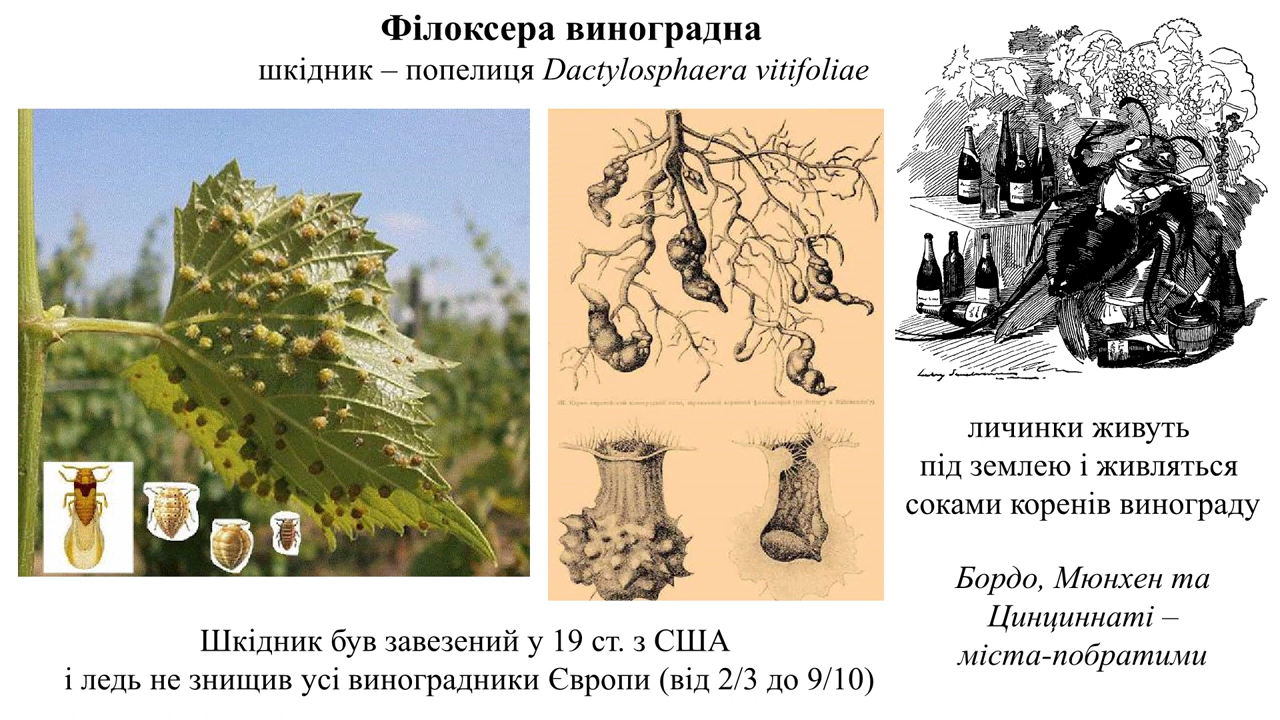 Філоксера виноградна
шкідник – попелиця Dactylosphaera vitifoliae
личинки живуть
під землею і живляться
соками коренів винограду
Бордо, Мюнхен та
Цинциннаті –
міста-побратими
Шкідник був завезений у 19 ст. з США
і ледь не знищив усі виноградники Європи (від 2/3 до 9/10)